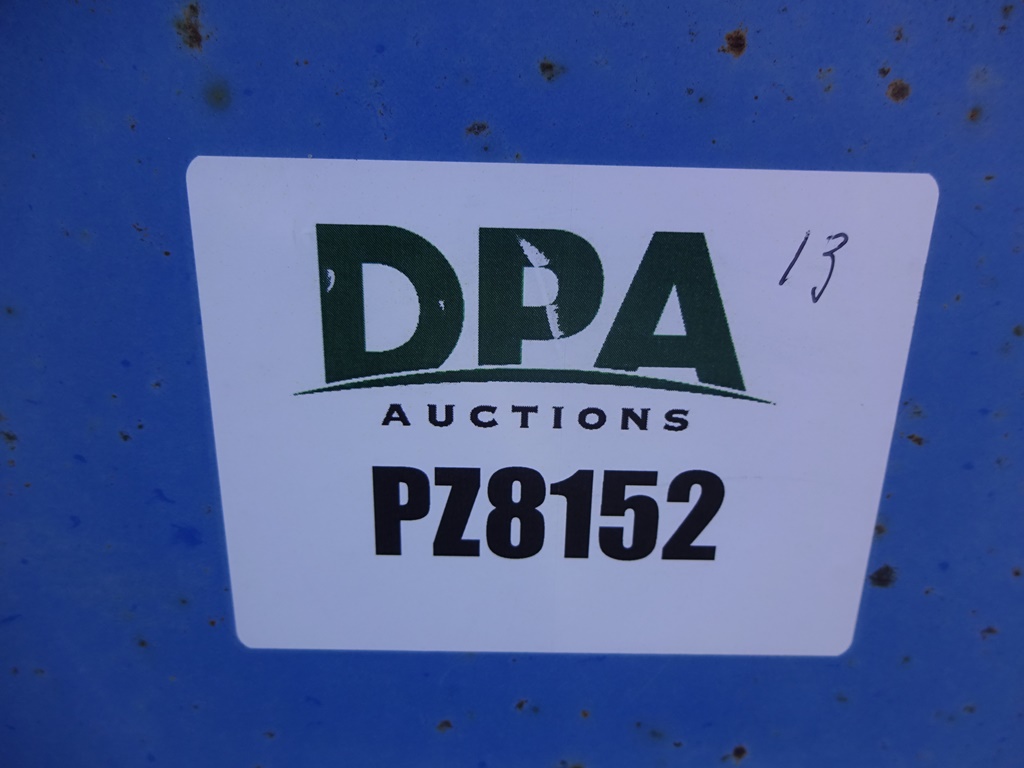 DPA
13
AUCTIONS
PZ8152